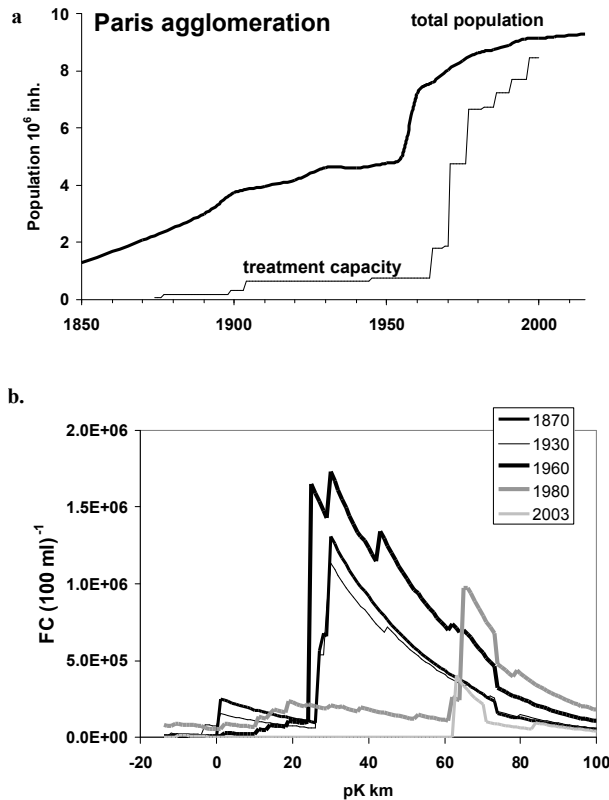 a
Paris agglomeration
total population
Population 10⁶ inh.
10
8
6
4
2
0
treatment capacity
1850
1900
1950
2000
b.
1870
1930
1960
1980
2003
FC (100 ml)⁻¹
2.0E+06
1.5E+06
1.0E+06
5.0E+05
0.0E+00
-20
0
20
40
60
80
100
pK km